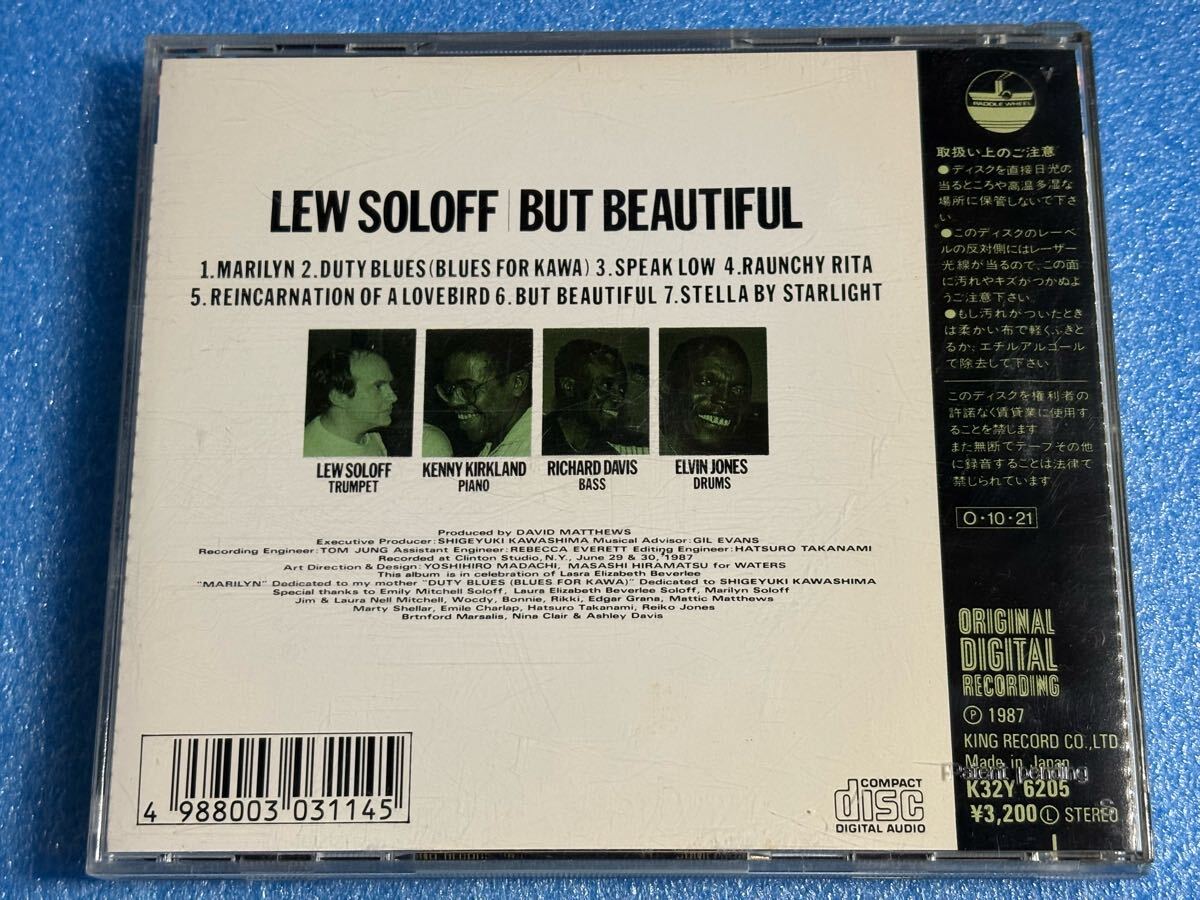 LEW SOLOFF | BUT BEAUTIFUL
1.MARILYN 2.DUTY BLUES(BLUES FOR KAWA) 3.SPEAK LOW 4.RAUNCHY RITA
5.REINCARNATION OF A LOVEBIRD 6.BUT BEAUTIFUL 7.STELLA BY STARLIGHT
LEW SOLOFF
TRUMPET
KENNY KIRKLAND
PIANO
RICHARD DAVIS
BASS
ELVIN JONES
DRUMS
Produced by DAVID MATTHEWS
Executive Producer:SHIGEYUKI KAWASHIMA Musical Advisor:GIL EVANS
Recording Engineer:TOM JUNG Assistant Engineer:REBECCA EVERETT Editing Engineer:HATSURO TAKANAMI
Recorded at Clinton Studio,N.Y., June 29 & 30, 1987
Art Direction & Design: YOSHIHIRO MADACHI, MASASHI HIRAMATSU for WATERS
This album is in celebration of Lasra Elizabeth Beverlee
"MARILYN" Dedicated to my mother "DUTY BLUES (BLUES FOR KAWA)" Dedicated to SHIGEYUKI KAWASHIMA
Special thanks to Emily Mitchell Soloff, Laura Elizabeth Beverlee Soloff, Marilyn Soloff
Jim & Laura Nell Mitchell, Wocdy, Bonnie, Rikki, Edgar Grana, Mattic Matthews
Marty Shellar, Emile Charlap, Hatsuro Takanami, Reiko Jones
Brtnford Marsalis, Nina Clair & Ashley Davis
4 988003 031145
COMPACT
disc
DIGITAL AUDIO
PADDLE WHEEL
取扱い上のご注意
●ディスクを直接日光の
当るところや高温多湿な
場所に保管しないで下さ
い
●このディスクのレーベ
ルの反対側にはレーザー
光線が当るので、この面
に汚れやキズがつかぬよ
うご注意下さい。
●もし汚れがついたとき
は柔かい布で軽くふきと
るか、エチルアルコール
で除去して下さい
このディスクを権利者の
許諾なく賃貸業に使用す
ることを禁じます
また無断でテープその他
に録音することは法律で
禁じられています
O・10・21
ORIGINAL
DIGITAL
RECORDING
Ⓟ 1987
KING RECORD CO.,LTD.
Made in Japan
Patent pending
K32Y 6205
¥3,200 Ⓛ STEREO